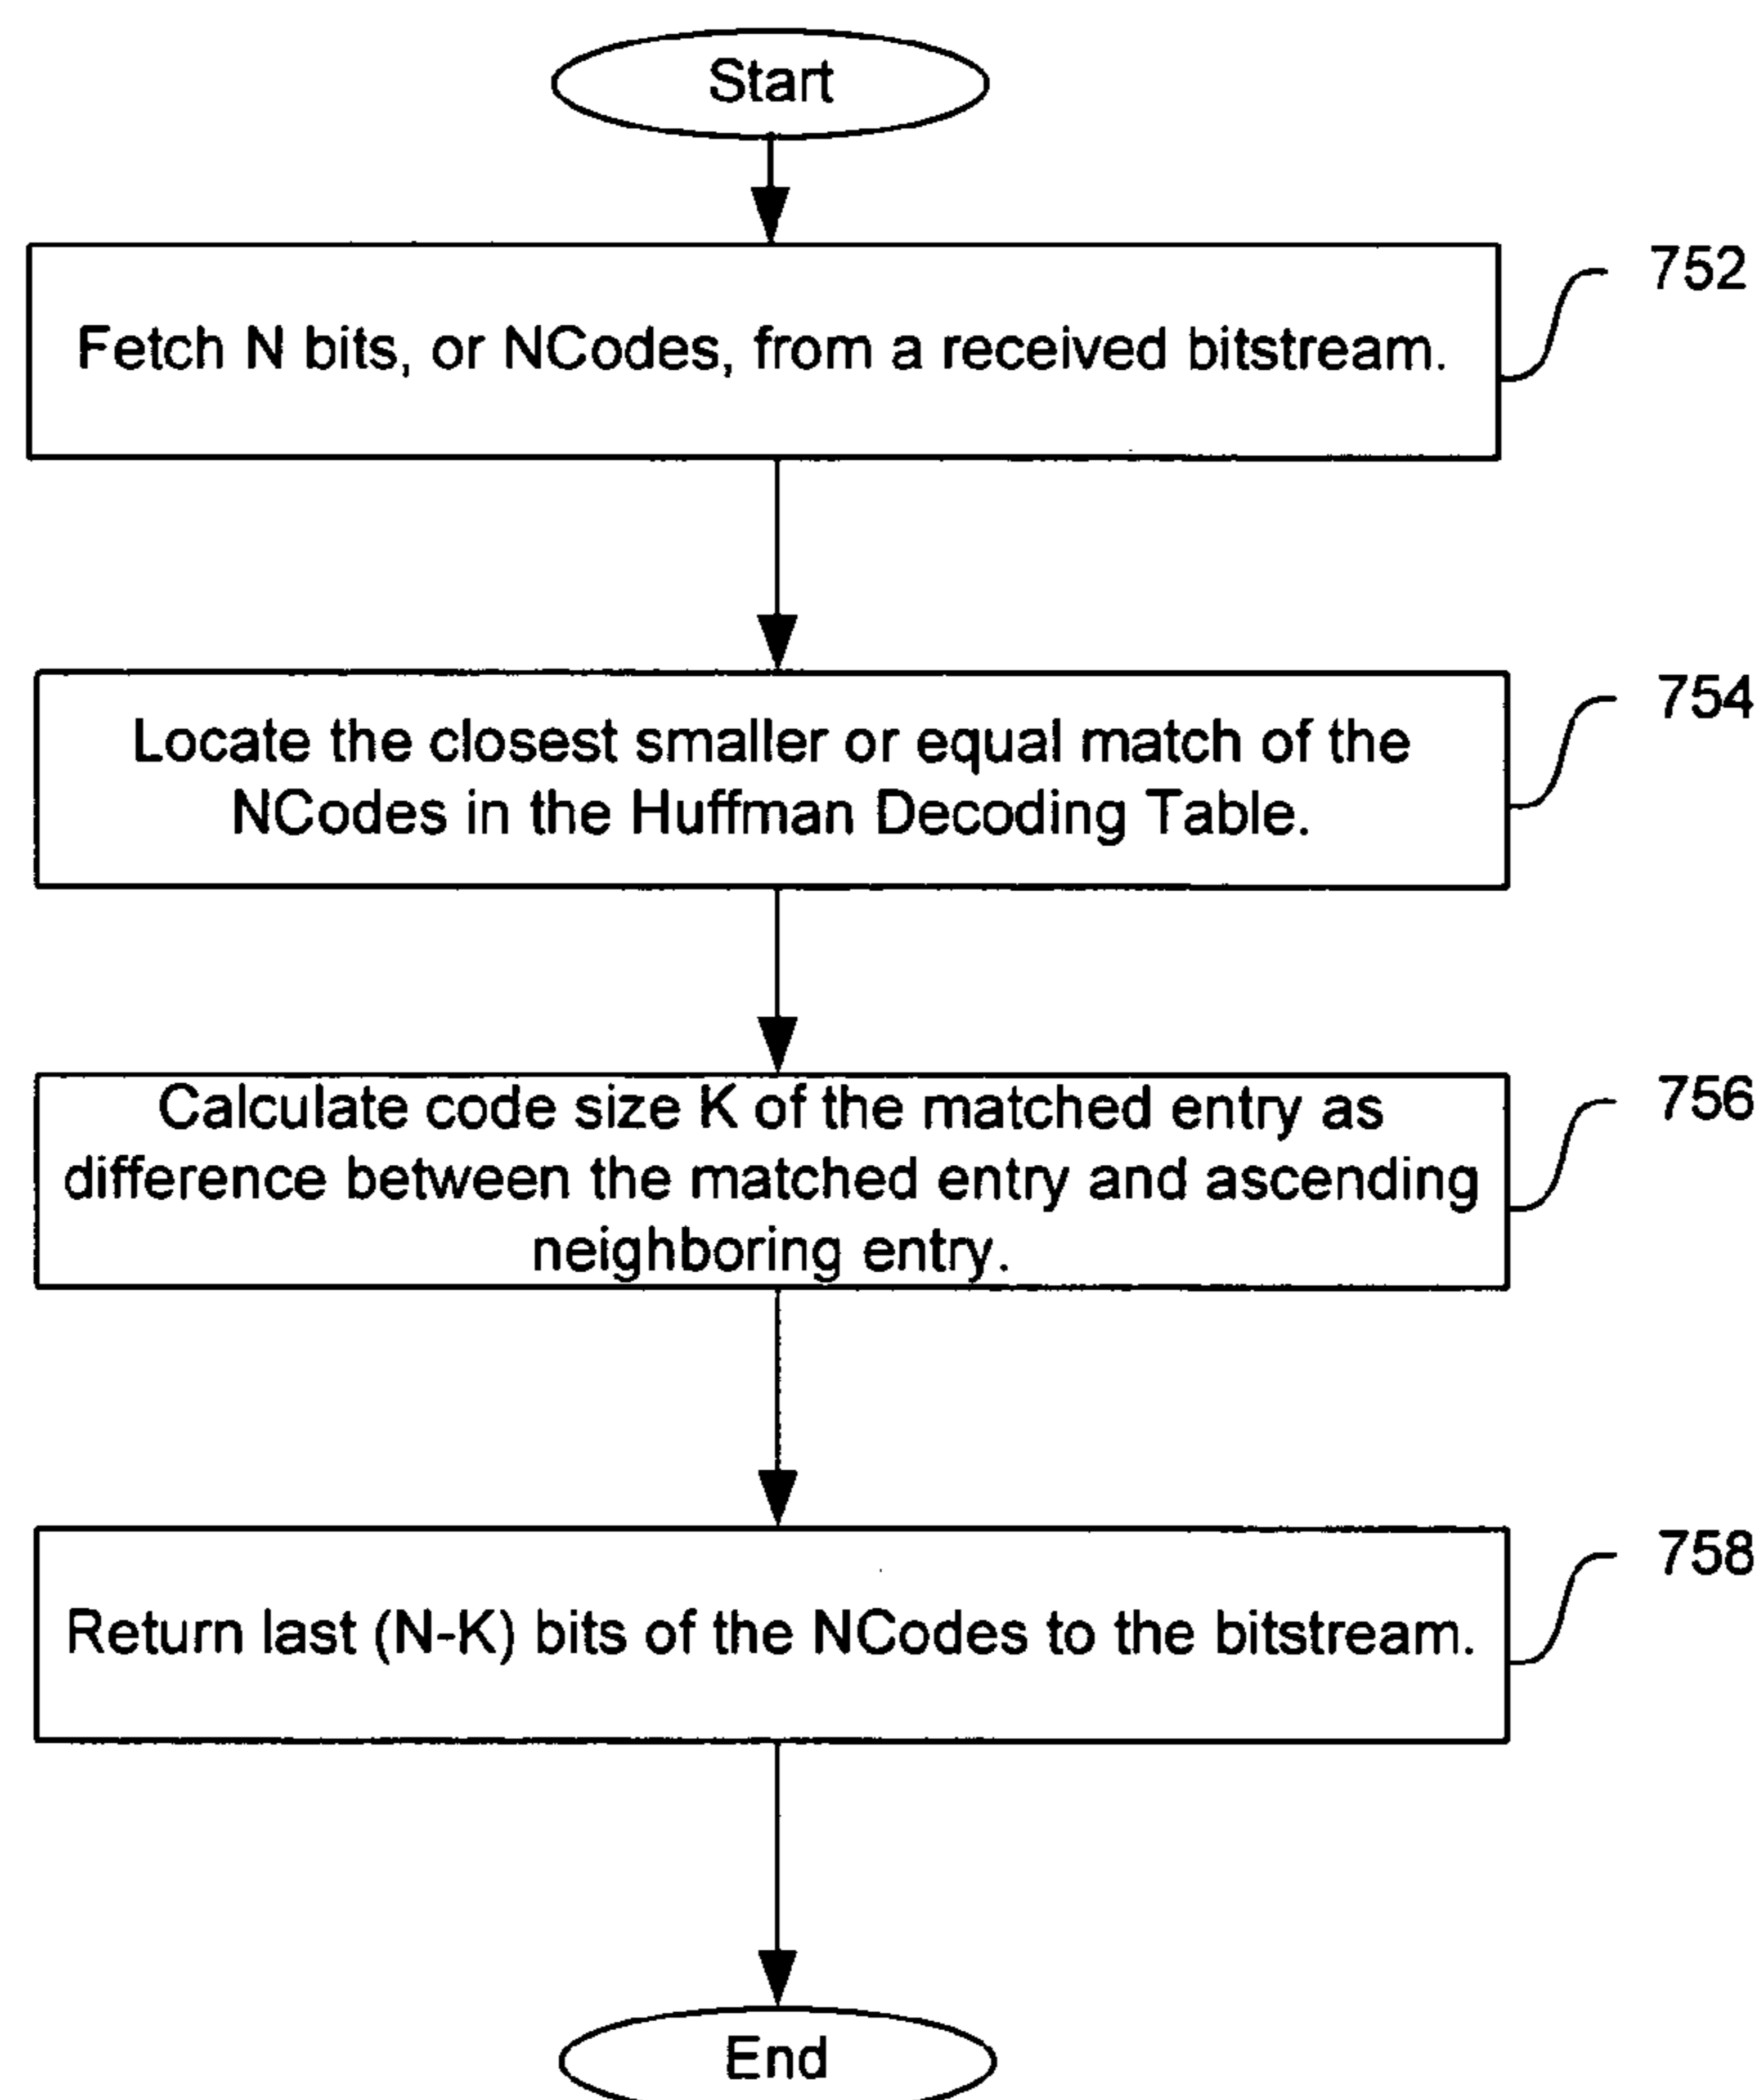 Start
752
Fetch N bits, or NCodes, from a received bitstream.
754
Locate the closest smaller or equal match of the
NCodes in the Huffman Decoding Table.
756
Calculate code size K of the matched entry as
difference between the matched entry and ascending
neighboring entry.
758
Return last (N-K) bits of the NCodes to the bitstream.
End